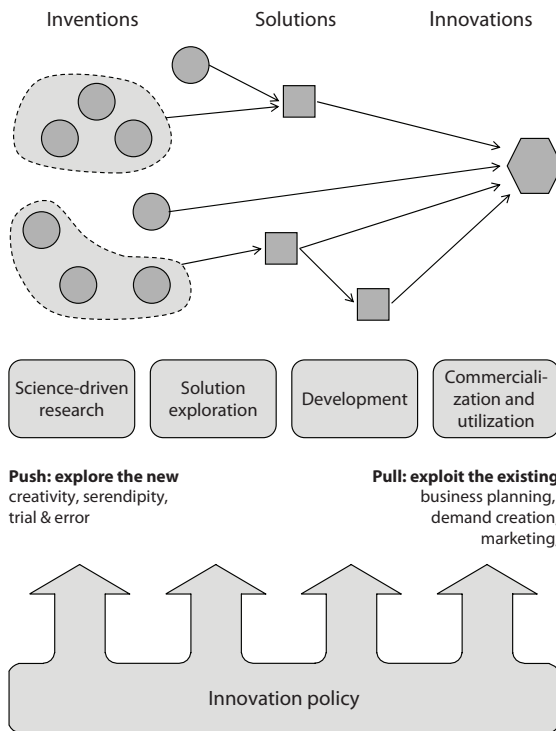 Inventions
Solutions
Innovations
Science-driven
research
Solution
exploration
Development
Commerciali-
zation and
utilization
Push: explore the new
creativity, serendipity,
trial & error
Pull: exploit the existing
business planning,
demand creation,
marketing,
Innovation policy